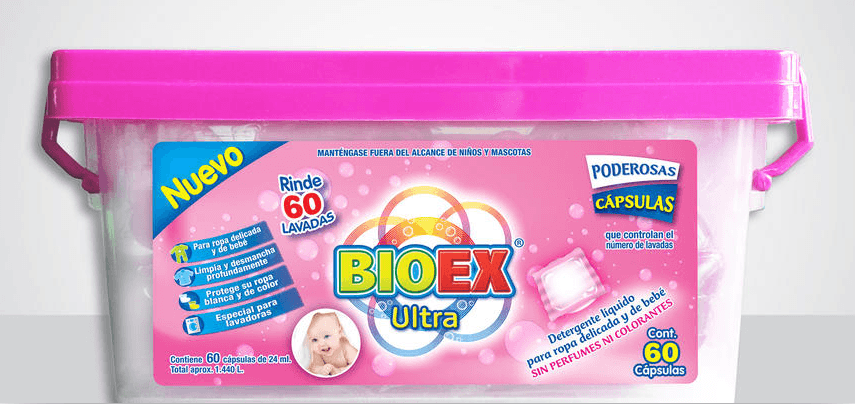 Nuevo
MANTÉNGASE FUERA DEL ALCANCE DE NIÑOS Y MASCOTAS
Rinde
60
LAVADAS
Para ropa delicada
y de bebé
Limpia y desmancha
profundamente
Protege su ropa
blanca y de color
Especial para
lavadoras
Contiene 60 cápsulas de 24 ml.
Total aprox. 1.440 L.
BIOEX®
Ultra
PODEROSAS
CÁPSULAS
que controlan el
número de lavadas
Detergente líquido
para ropa delicada y de bebé
SIN PERFUMES NI COLORANTES
Cont.
60
Cápsulas